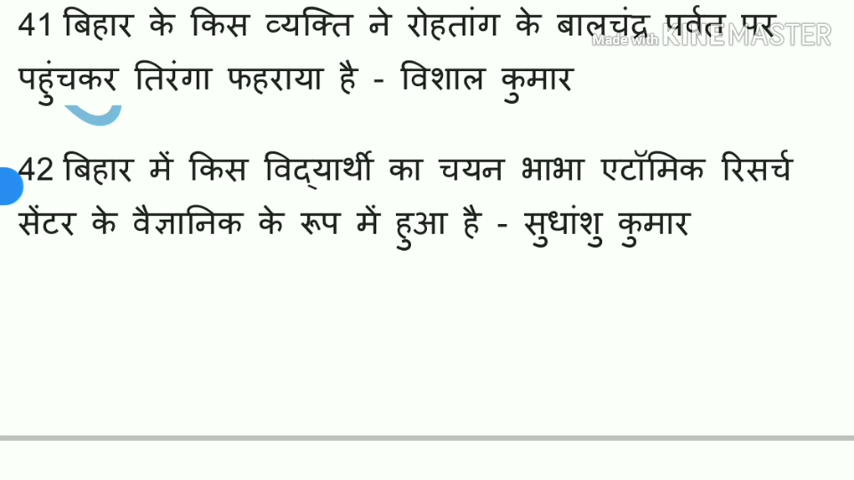 41 बिहार के किस व्यक्ति ने रोहतांग के बालचंद्र पर्वत पर
Made with KINEMASTER
पहुंचकर तिरंगा फहराया है - विशाल कुमार
42 बिहार में किस विद्यार्थी का चयन भाभा एटॉमिक रिसर्च
सेंटर के वैज्ञानिक के रूप में हुआ है - सुधांशु कुमार